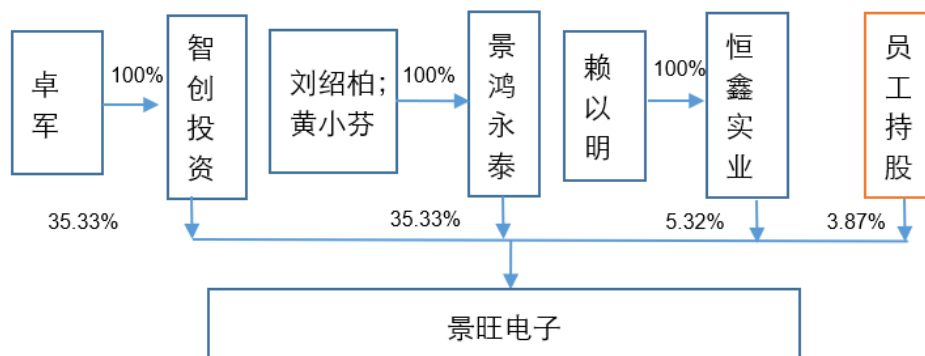 卓军
100%
智创投资
刘绍柏；
黄小芬
100%
景鸿永泰
赖以明
100%
恒鑫实业
员工持股
35.33%
35.33%
5.32%
3.87%
景旺电子